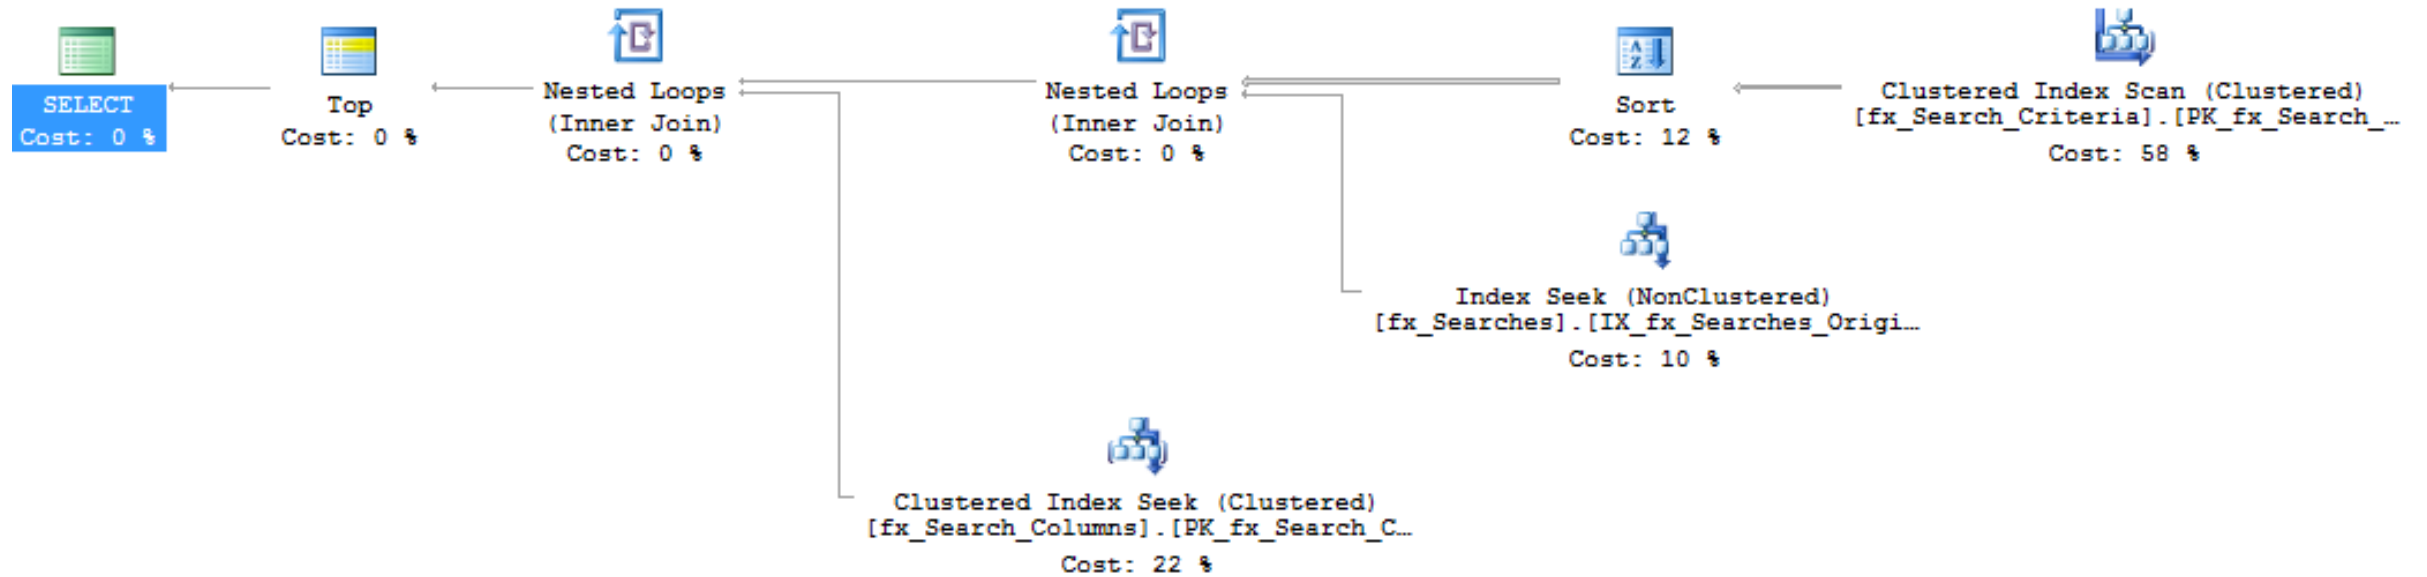 SELECT
Cost: 0 %
Top
Cost: 0 %
Nested Loops
(Inner Join)
Cost: 0 %
Nested Loops
(Inner Join)
Cost: 0 %
Sort
Cost: 12 %
Clustered Index Scan (Clustered)
[fx_Search_Criteria].[PK_fx_Search_…
Cost: 58 %
Index Seek (NonClustered)
[fx_Searches].[IX_fx_Searches_Origi…
Cost: 10 %
Clustered Index Seek (Clustered)
[fx_Search_Columns].[PK_fx_Search_C…
Cost: 22 %